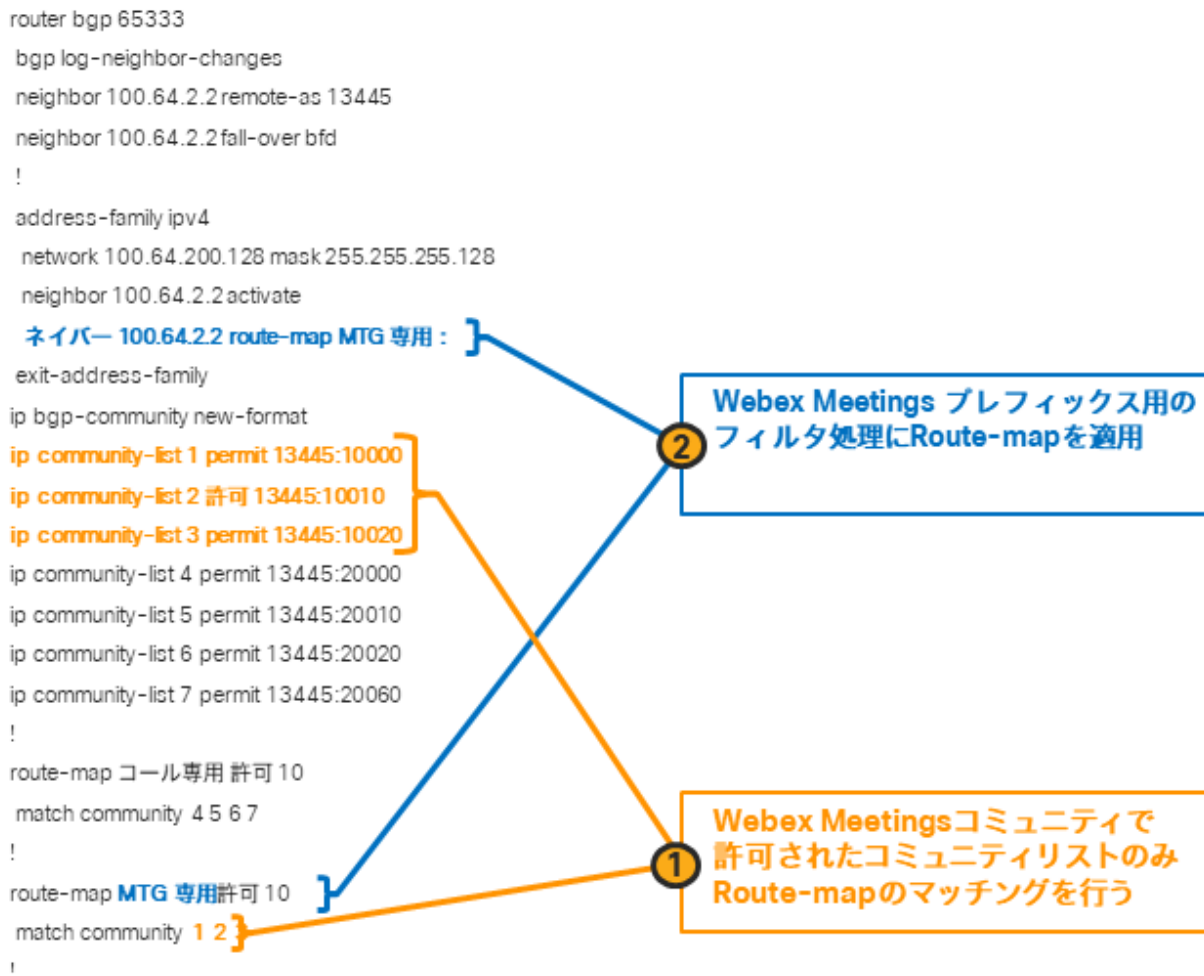 router bgp 65333
bgp log-neighbor-changes
neighbor 100.64.2.2 remote-as 13445
neighbor 100.64.2.2 fall-over bfd
!
address-family ipv4
network 100.64.200.128 mask 255.255.255.128
neighbor 100.64.2.2 activate
ネイバー 100.64.2.2 route-map MTG 専用：
exit-address-family
ip bgp-community new-format
ip community-list 1 permit 13445:10000
ip community-list 2 許可 13445:10010
ip community-list 3 permit 13445:10020
ip community-list 4 permit 13445:20000
ip community-list 5 permit 13445:20010
ip community-list 6 permit 13445:20020
ip community-list 7 permit 13445:20060
!
route-map コール専用 許可 10
match community 4 5 6 7
!
route-map MTG 専用許可 10
match community 1 2
!
Webex Meetings プレフィックス用の
フィルタ処理にRoute-mapを適用
2
Webex Meetingsコミュニティで
許可されたコミュニティリストのみ
Route-mapのマッチングを行う
1